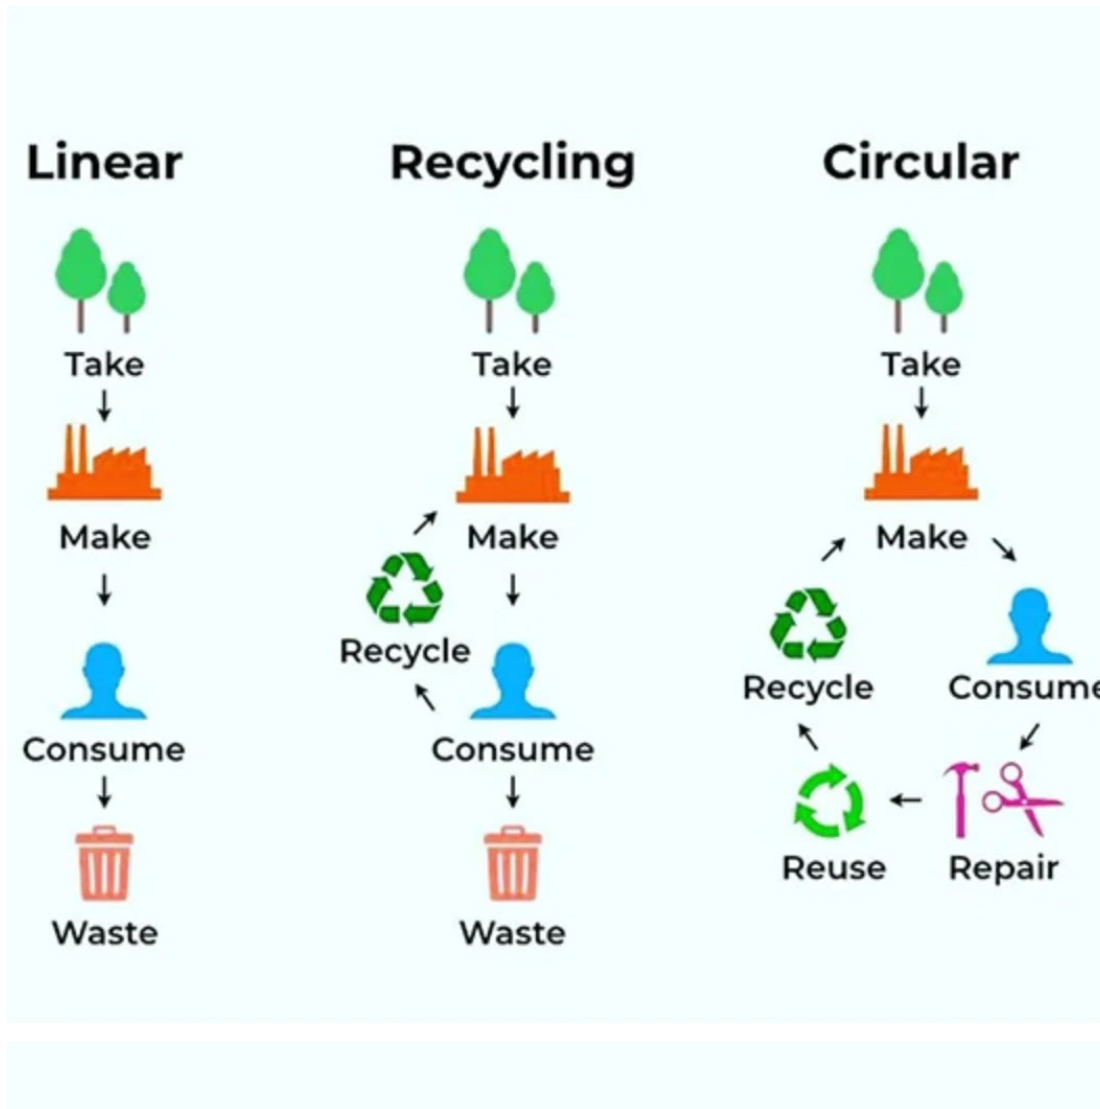 Linear
Take
Make
Consume
Waste
Recycling
Take
Make
Recycle
Consume
Waste
Circular
Take
Make
Recycle
Consume
Reuse
Repair